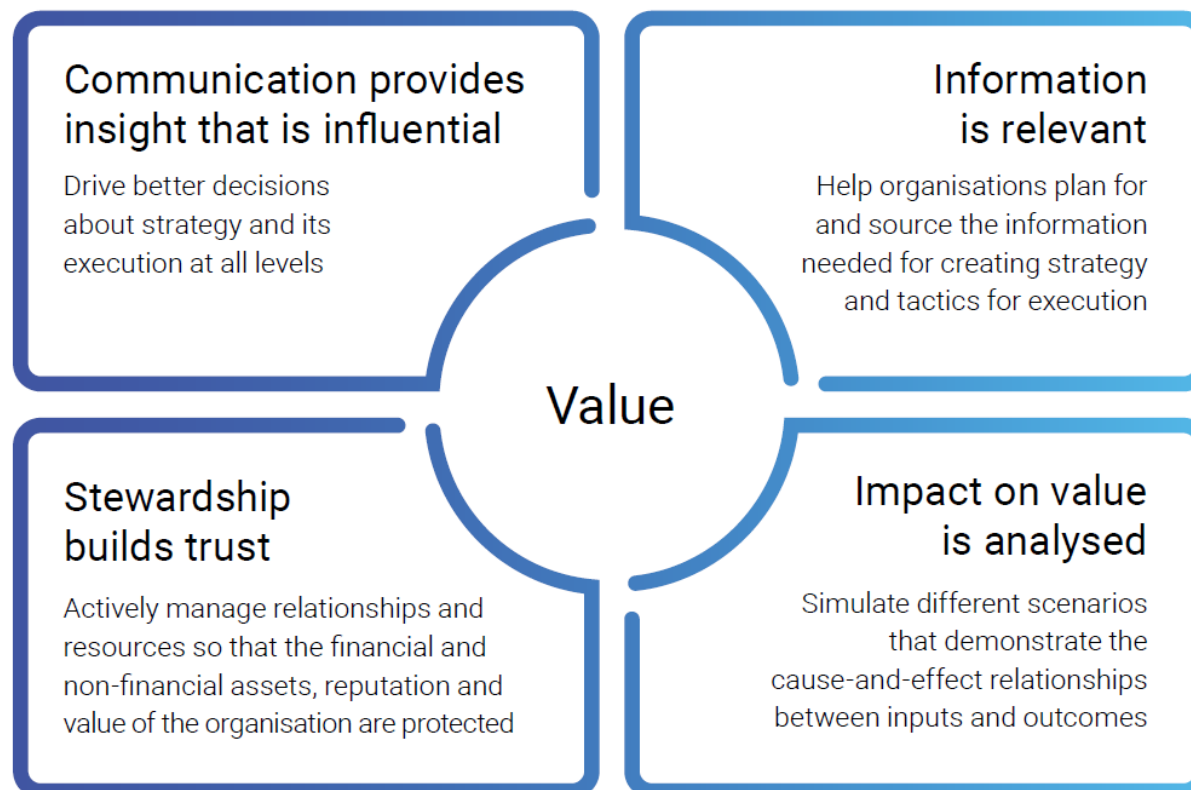 Communication provides
insight that is influential
Drive better decisions
about strategy and its
execution at all levels
Information
is relevant
Help organisations plan for
and source the information
needed for creating strategy
and tactics for execution
Value
Stewardship
builds trust
Actively manage relationships and
resources so that the financial and
non-financial assets, reputation and
value of the organisation are protected
Impact on value
is analysed
Simulate different scenarios
that demonstrate the
cause-and-effect relationships
between inputs and outcomes